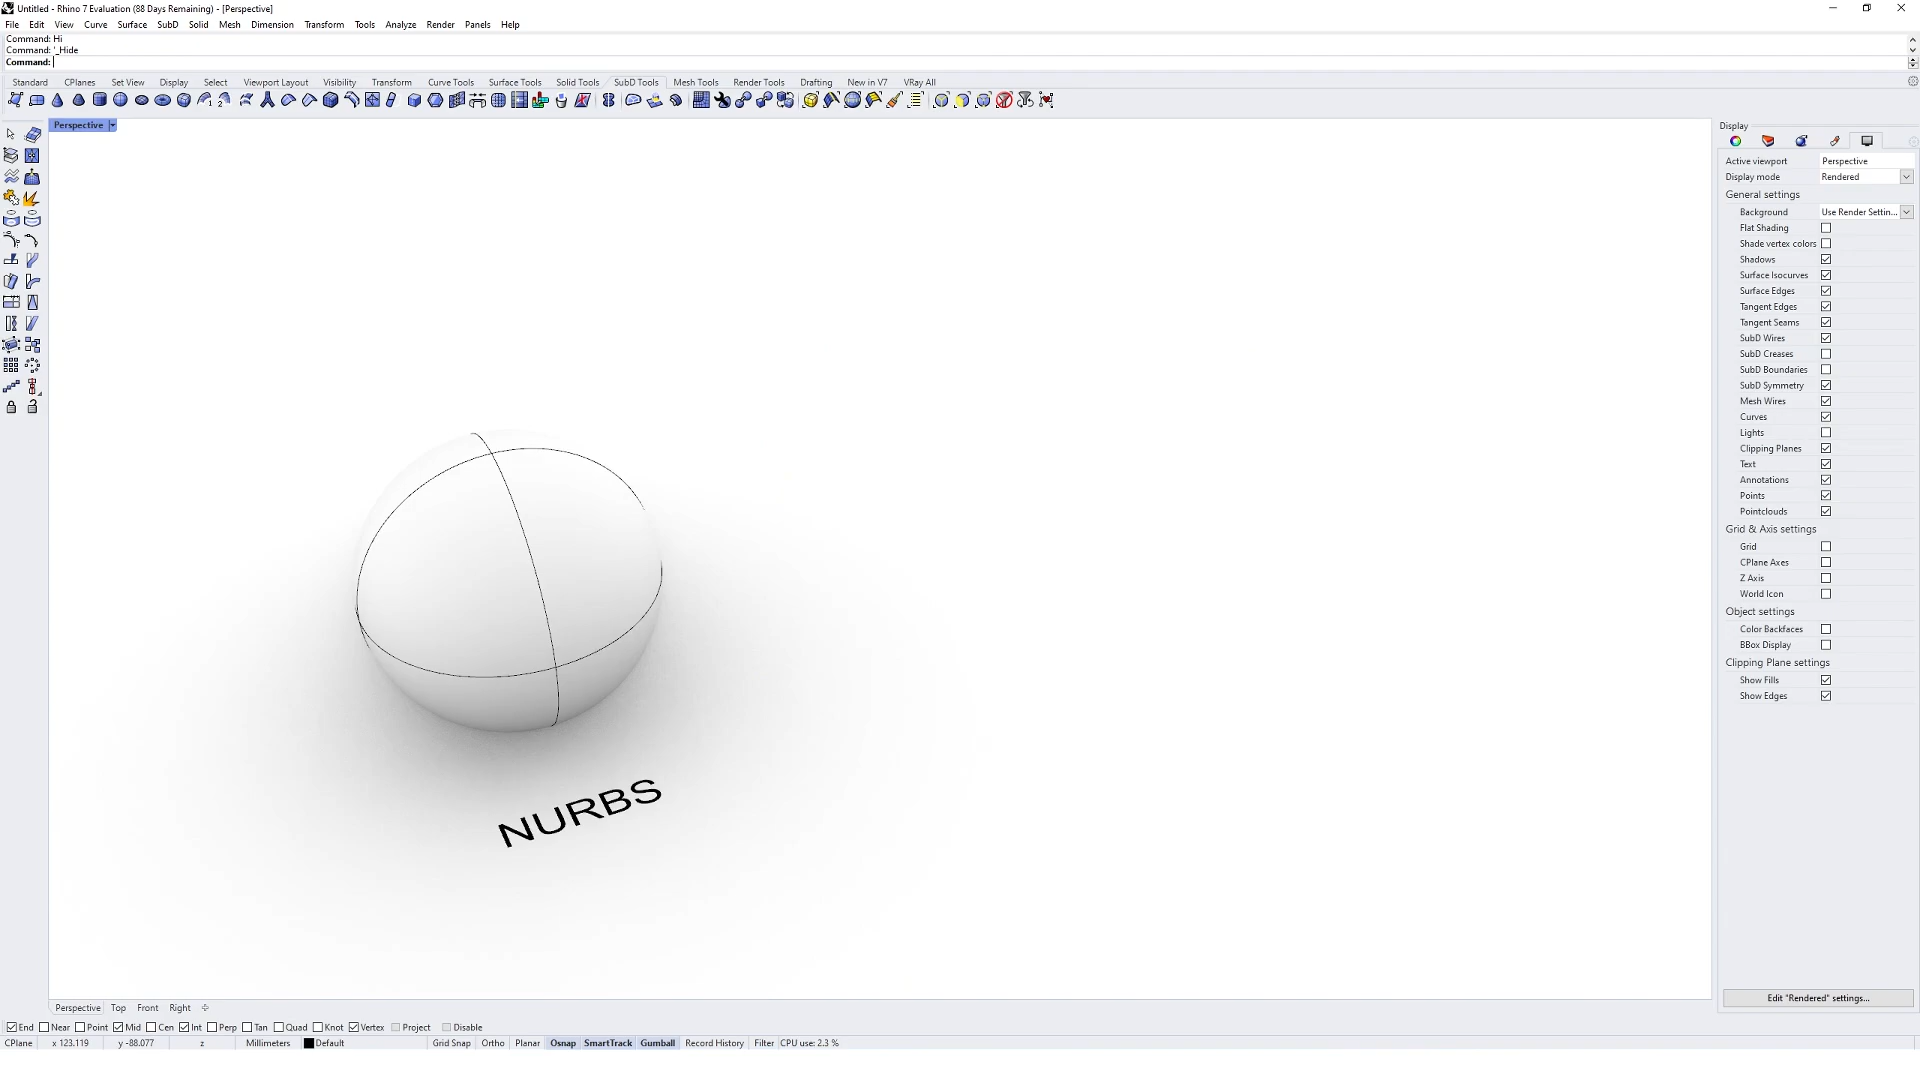 Untitled - Rhino 7 Evaluation (88 Days Remaining) - [Perspective]
File Edit View Curve Surface SubD Solid Mesh Dimension Transform Tools Analyze Render Panels Help
Command: Hi
Command: '_Hide
Command:
Standard CPlanes Set View Display Select Viewport Layout Visibility Transform Curve Tools Surface Tools Solid Tools SubD Tools Mesh Tools Render Tools Drafting New in V7 VRay All
Perspective
Display
Active viewport Perspective
Display mode Rendered
General settings
Background Use Render Settin...
Flat Shading
Shade vertex colors
Shadows
Surface Isocurves
Surface Edges
Tangent Edges
Tangent Seams
SubD Wires
SubD Creases
SubD Boundaries
SubD Symmetry
Mesh Wires
Curves
Lights
Clipping Planes
Text
Annotations
Points
Pointclouds
Grid & Axis settings
Grid
CPlane Axes
Z Axis
World Icon
Object settings
Color Backfaces
BBox Display
Clipping Plane settings
Show Fills
Show Edges
NURBS
Edit "Rendered" settings...
Perspective Top Front Right
End Near Point Mid Cen Int Perp Tan Quad Knot Vertex Project Disable
CPlane x 123.119 y -88.077 z Millimeters Default Grid Snap Ortho Planar Osnap SmartTrack Gumball Record History Filter CPU use: 2.3 %